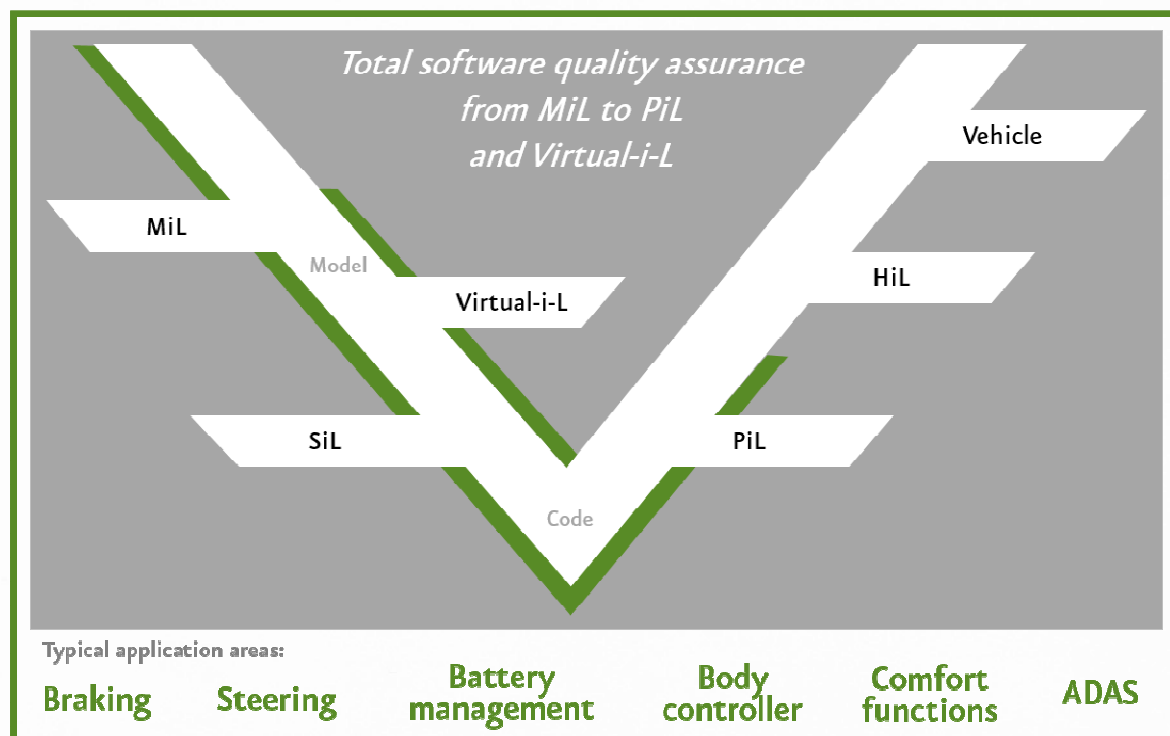 Total software quality assurance
from MiL to PiL
and Virtual-i-L
Vehicle
MiL
Model
HiL
Virtual-i-L
SiL
PiL
Code
Typical application areas:
Braking
Steering
Battery
management
Body
controller
Comfort
functions
ADAS